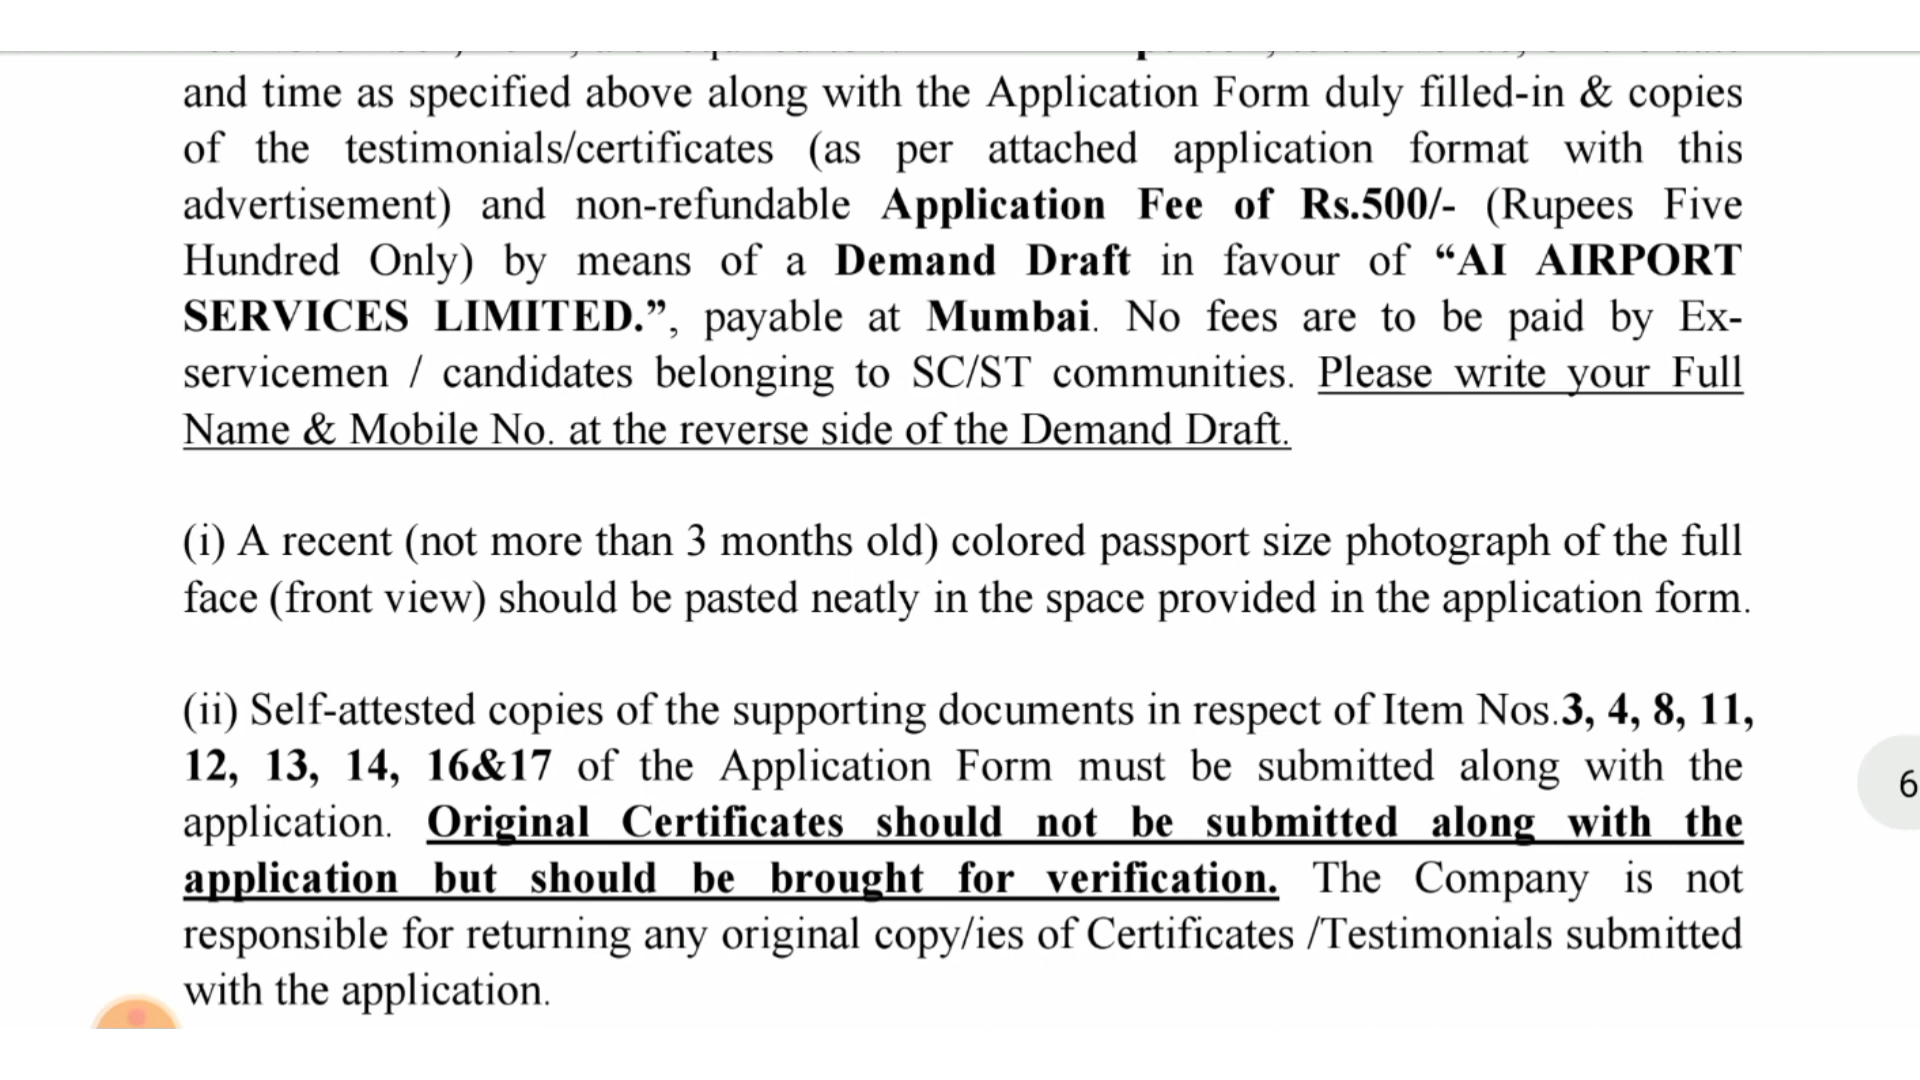 and time as specified above along with the Application Form duly filled-in & copies
of the testimonials/certificates (as per attached application format with this
advertisement) and non-refundable Application Fee of Rs.500/- (Rupees Five
Hundred Only) by means of a Demand Draft in favour of “AI AIRPORT
SERVICES LIMITED.”, payable at Mumbai. No fees are to be paid by Ex-
servicemen / candidates belonging to SC/ST communities. Please write your Full
Name & Mobile No. at the reverse side of the Demand Draft.
(i) A recent (not more than 3 months old) colored passport size photograph of the full
face (front view) should be pasted neatly in the space provided in the application form.
(ii) Self-attested copies of the supporting documents in respect of Item Nos.3, 4, 8, 11,
12, 13, 14, 16&17 of the Application Form must be submitted along with the
application. Original Certificates should not be submitted along with the
application but should be brought for verification. The Company is not
responsible for returning any original copy/ies of Certificates /Testimonials submitted
with the application.
6